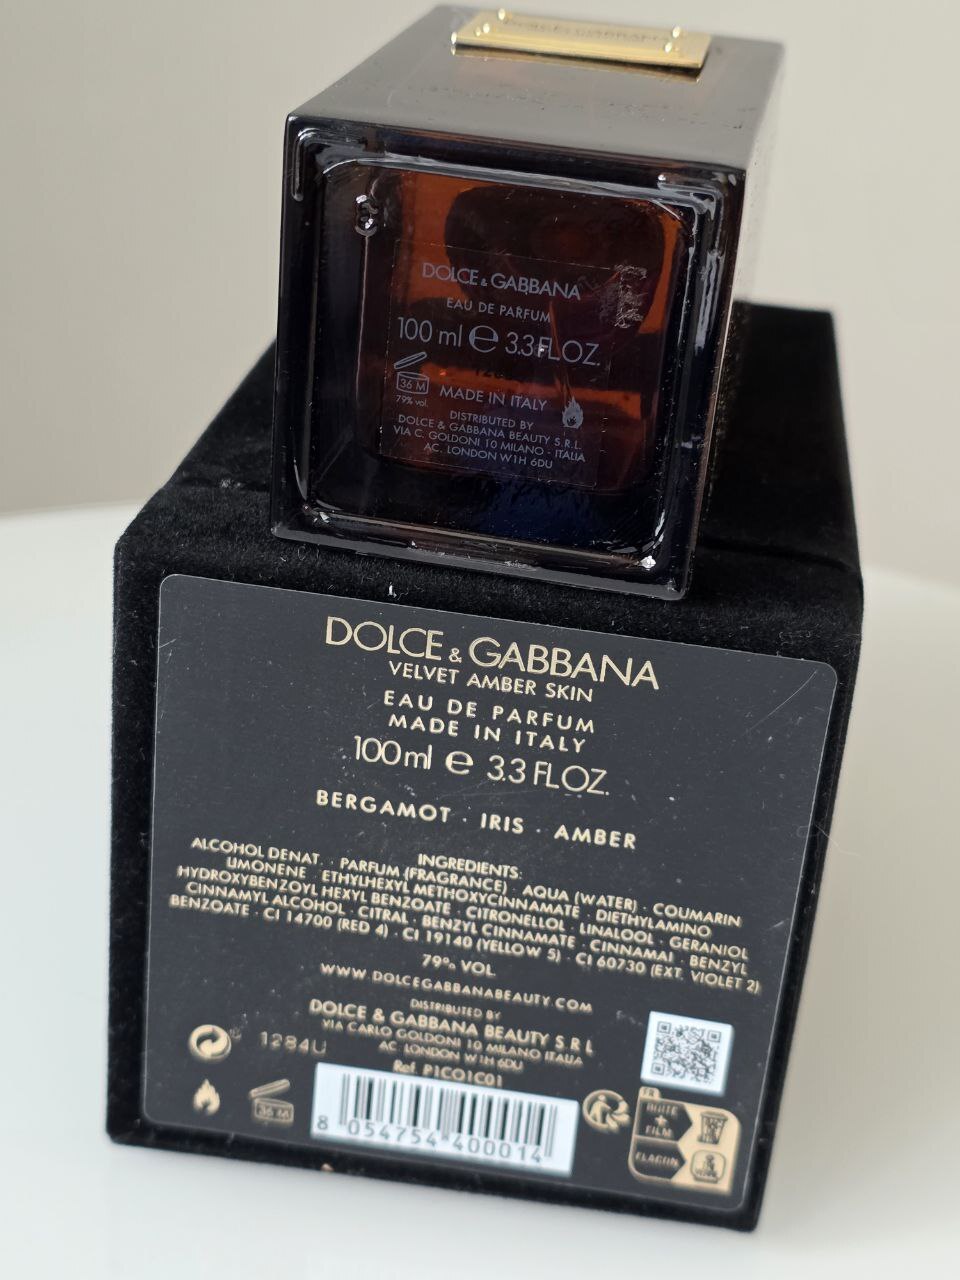 DOLCE & GABBANA
EAU DE PARFUM
100 ml e 3.3 FL.OZ.
36 M
79% vol.
MADE IN ITALY
DISTRIBUTED BY
DOLCE & GABBANA BEAUTY S.R.L.
VIA C. GOLDONI 10 MILANO - ITALIA
AC. LONDON W1H 6DU
DOLCE & GABBANA
VELVET AMBER SKIN
EAU DE PARFUM
MADE IN ITALY
100 ml e 3.3 FL.OZ.
BERGAMOT · IRIS · AMBER
INGREDIENTS:
ALCOHOL DENAT. · PARFUM (FRAGRANCE) · AQUA (WATER) · COUMARIN
LIMONENE · ETHYLHEXYL METHOXYCINNAMATE · DIETHYLAMINO
HYDROXYBENZOYL HEXYL BENZOATE · CITRONELLOL · LINALOOL · GERANIOL
CINNAMYL ALCOHOL · CITRAL · BENZYL CINNAMATE · CINNAMAL · BENZYL
BENZOATE · CI 14700 (RED 4) · CI 19140 (YELLOW 5) · CI 60730 (EXT. VIOLET 2)
79% VOL
WWW.DOLCEGABBANABEAUTY.COM
DISTRIBUTED BY
DOLCE & GABBANA BEAUTY S R L
VIA CARLO GOLDONI 10 MILANO ITALIA
AC. LONDON W1H 6DU
Ref. P1CO1C01
1284U
36 M
8 054754 400014
FR
BOITE
+
FILM
FLACON